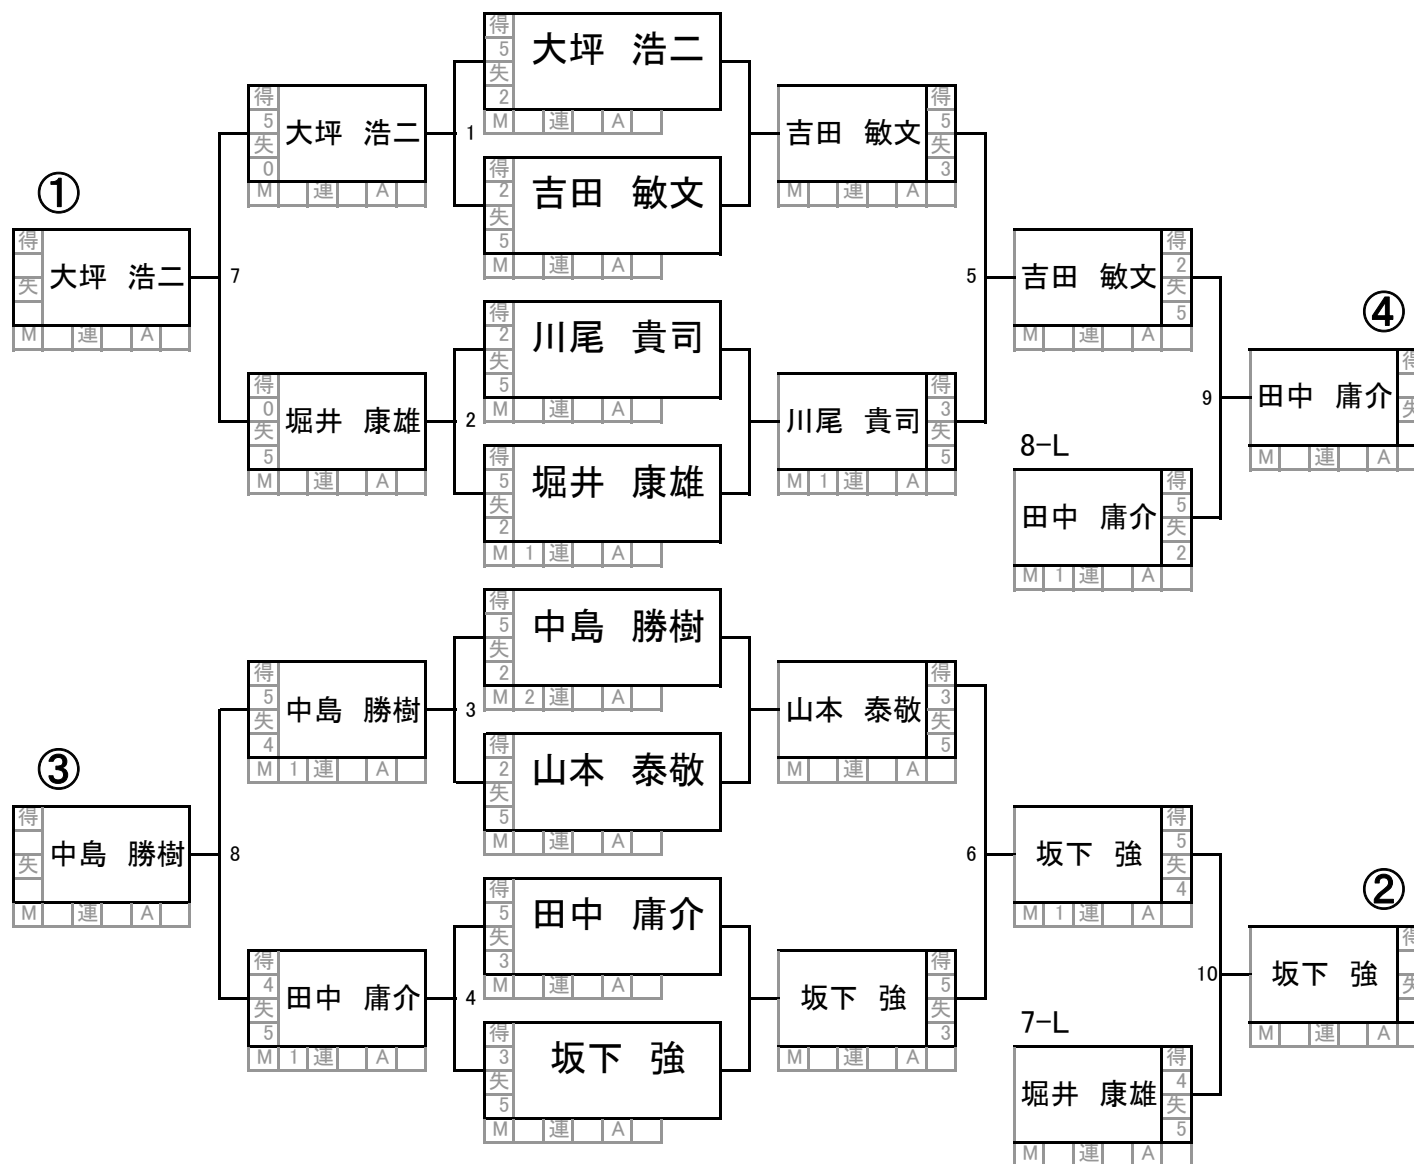 得
5
失
2
大坪 浩二
M 連 A
得
5
失
0
大坪 浩二
M 連 A
1
吉田 敏文
得
5
失
3
M 連 A
①
得
2
失
5
吉田 敏文
M 連 A
得
失
大坪 浩二
M 連 A
7
5
吉田 敏文
得
2
失
5
M 連 A
④
得
2
失
5
川尾 貴司
M 連 A
得
0
失
5
堀井 康雄
M 連 A
2
川尾 貴司
得
3
失
5
M 1 連 A
9
田中 庸介
得
失
M 連 A
得
5
失
2
堀井 康雄
M 1 連 A
8-L
田中 庸介
得
5
失
2
M 1 連 A
得
5
失
2
中島 勝樹
M 2 連 A
得
5
失
4
中島 勝樹
M 1 連 A
3
山本 泰敬
得
3
失
5
M 連 A
③
得
2
失
5
山本 泰敬
M 連 A
得
失
中島 勝樹
M 連 A
8
6
坂下 強
得
5
失
4
M 1 連 A
②
得
5
失
3
田中 庸介
M 連 A
得
4
失
5
田中 庸介
M 1 連 A
4
坂下 強
得
5
失
3
M 連 A
10
坂下 強
得
失
M 連 A
得
3
失
5
坂下 強
M 連 A
7-L
堀井 康雄
得
4
失
5
M 連 A